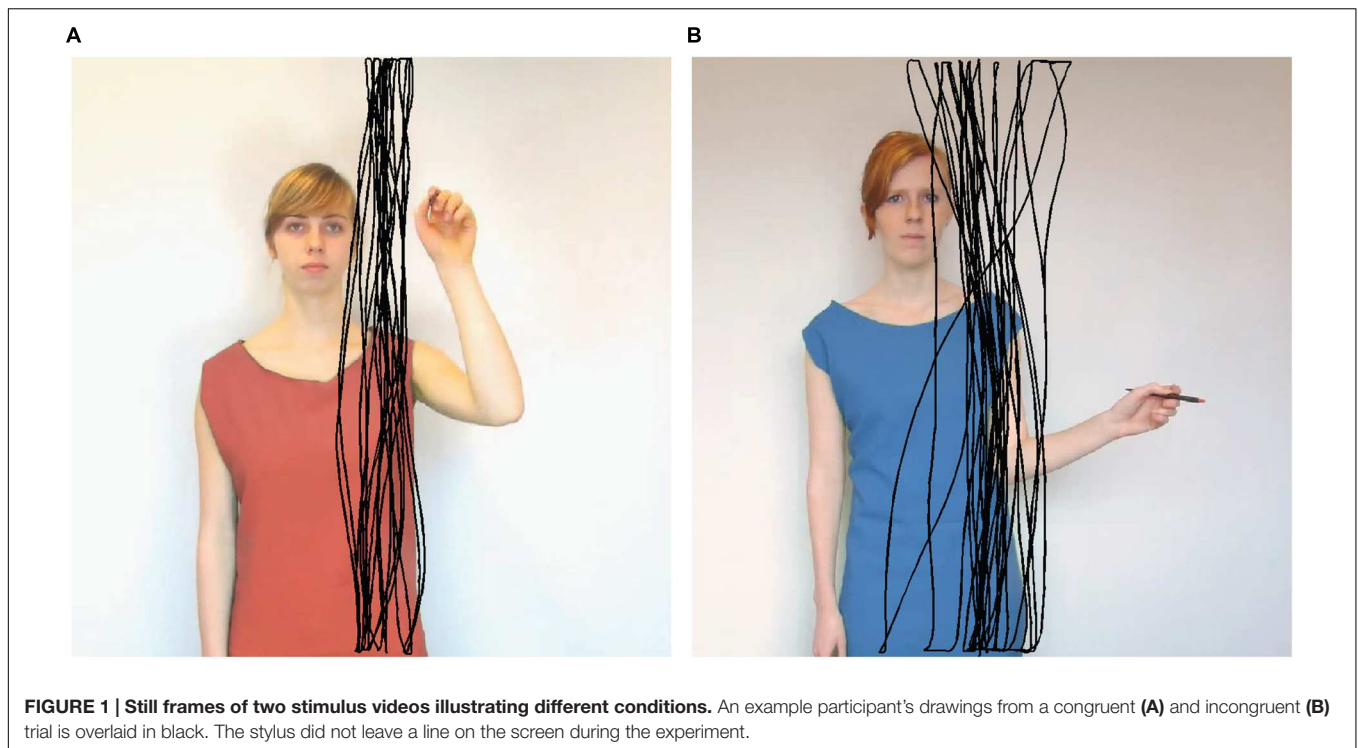 A
B
FIGURE 1 | Still frames of two stimulus videos illustrating different conditions. An example participant's drawings from a congruent (A) and incongruent (B)
trial is overlaid in black. The stylus did not leave a line on the screen during the experiment.